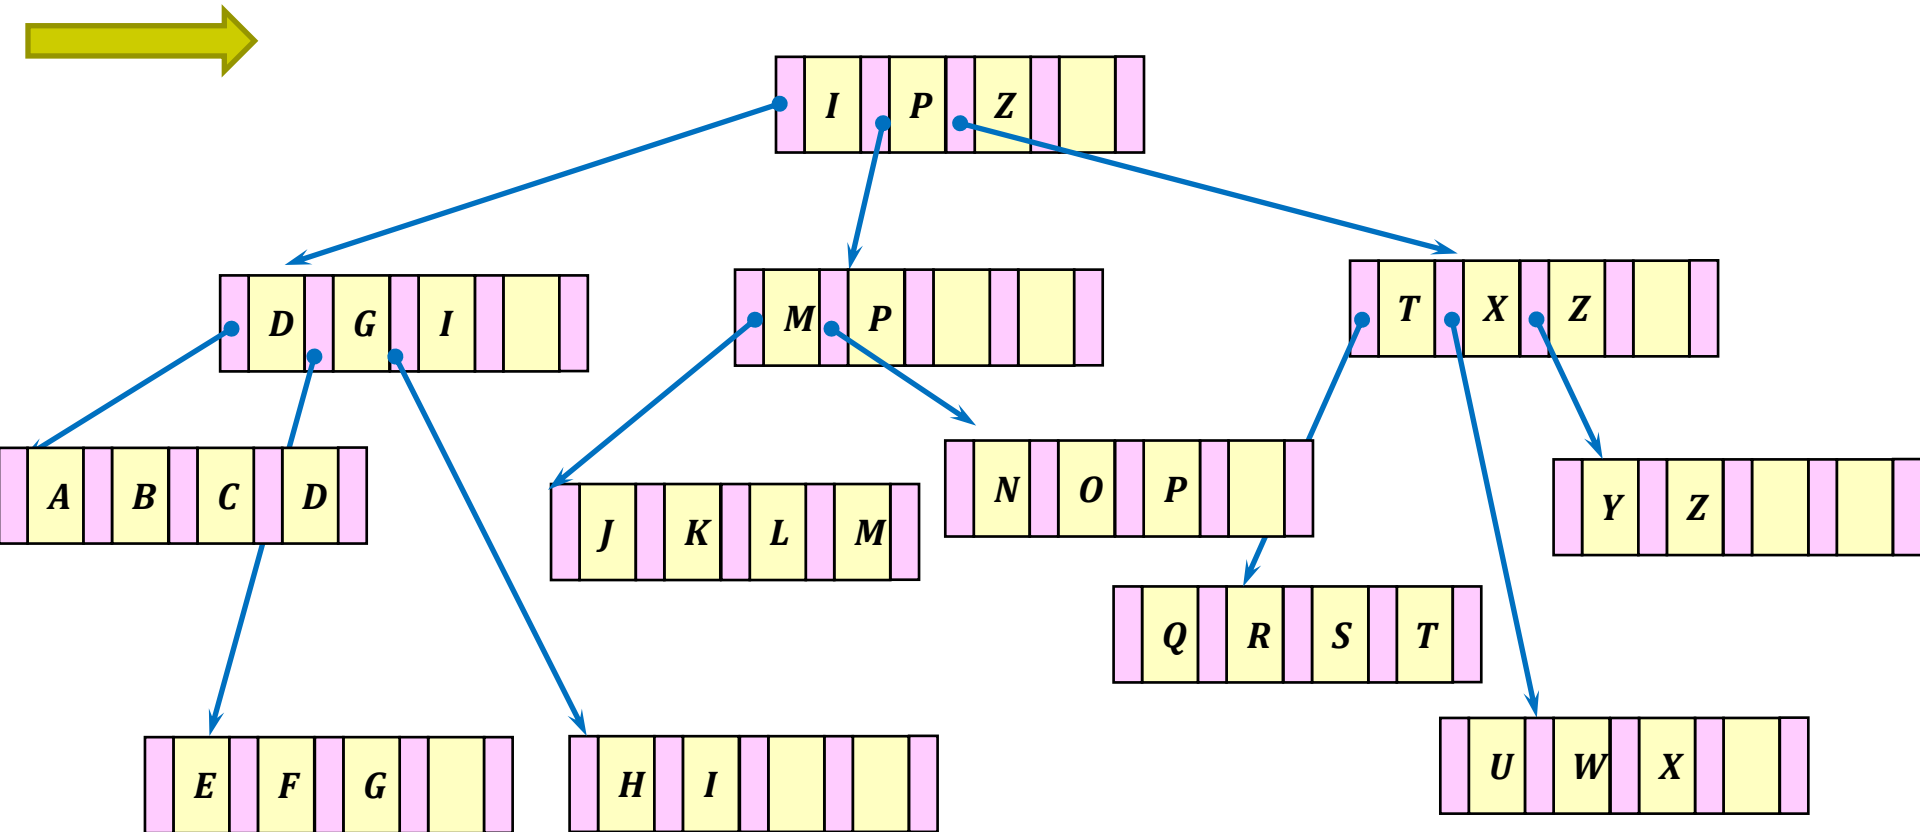 I P Z
D G I
M P
T X Z
A B C D
J K L M
N O P
Y Z
Q R S T
E F G
H I
U W X